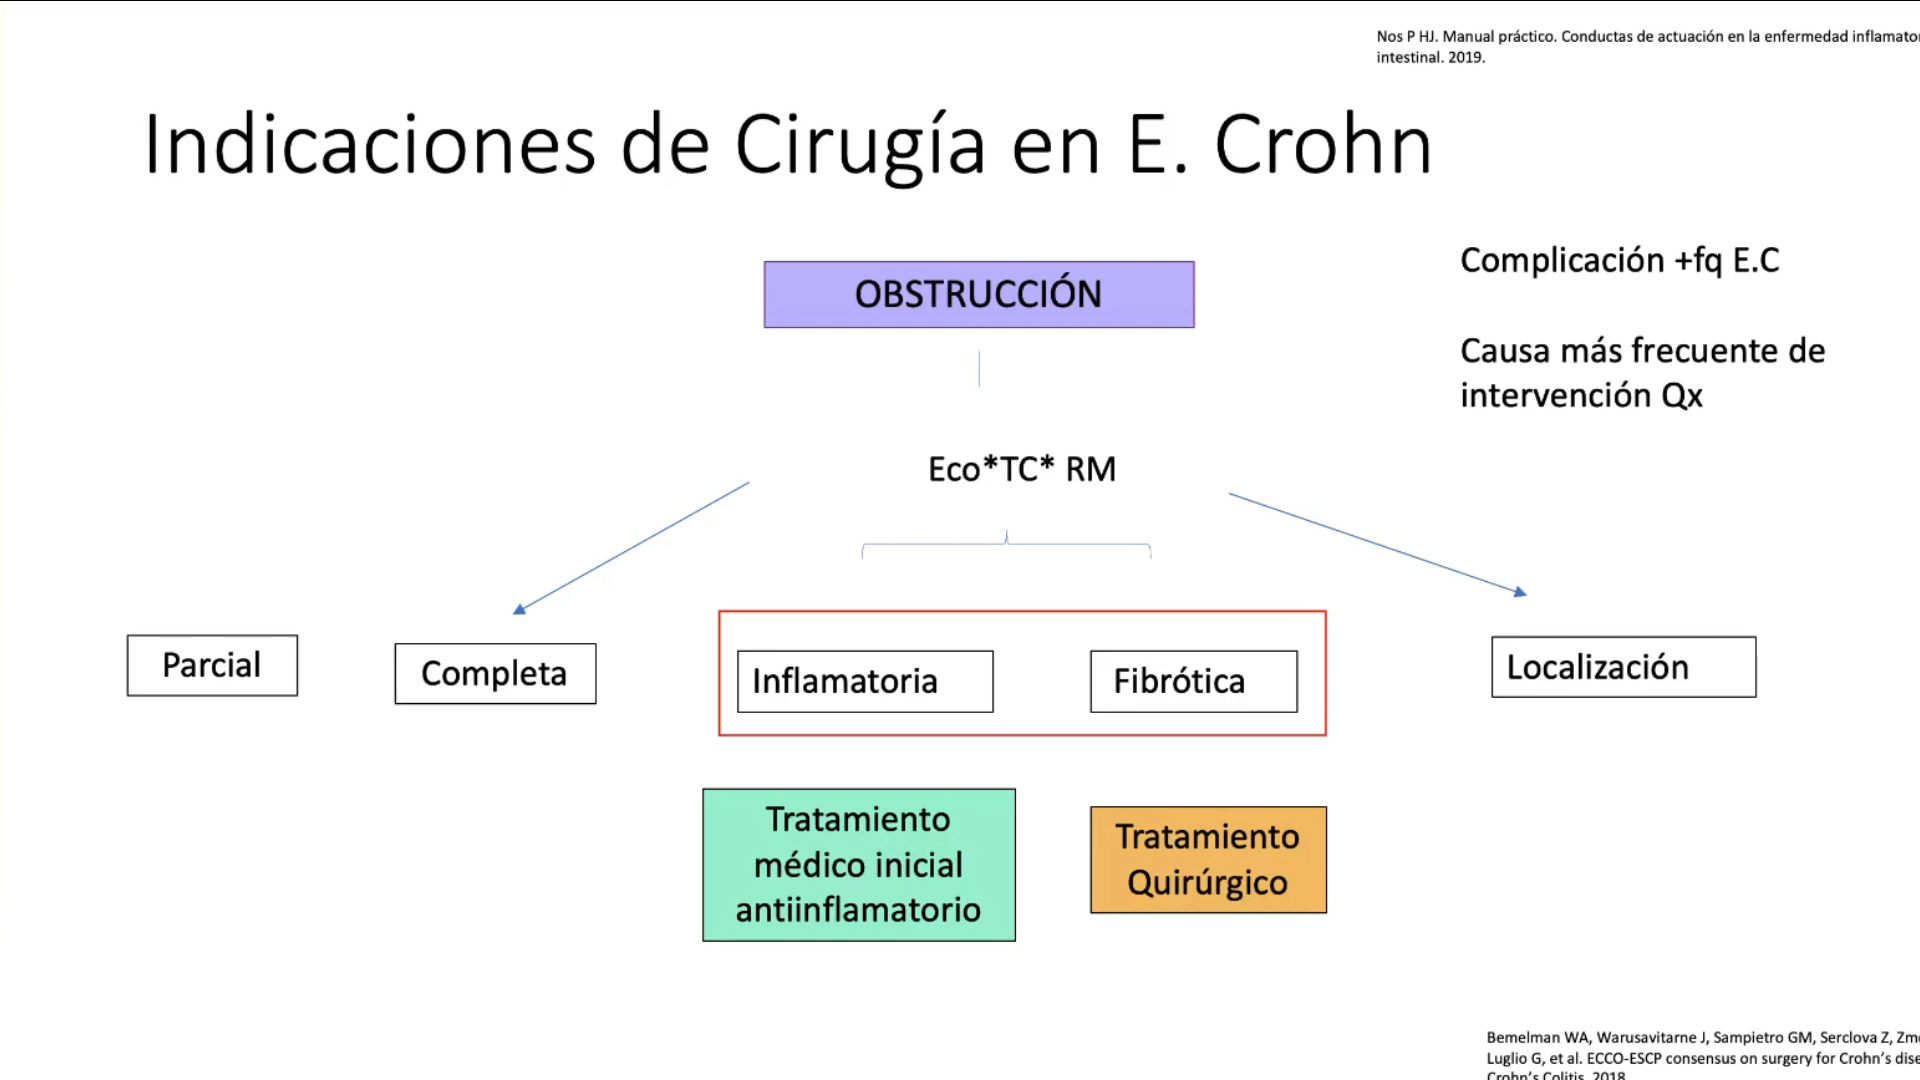 Nos P HJ. Manual práctico. Conductas de actuación en la enfermedad
intestinal. 2019.
Indicaciones de Cirugía en E. Crohn
OBSTRUCCIÓN
Complicación +fq E.C
Causa más frecuente de
intervención Qx
Eco*TC* RM
Parcial
Completa
Inflamatoria
Fibrótica
Localización
Tratamiento
médico inicial
antiinflamatorio
Tratamiento
Quirúrgico
Bemelman WA, Warusavitarne J, Sampietro GM, Serclova Z,
Luglio G, et al. ECCO-ESCP consensus on surgery for Crohn's
Crohn's Colitis. 2018